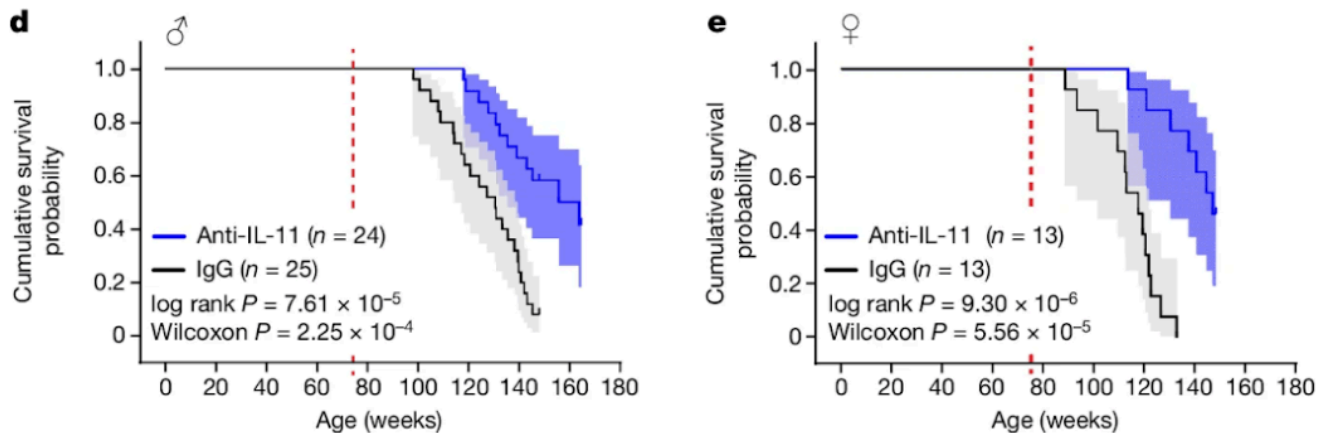 d
♂
1.0
0.8
0.6
0.4
0.2
0
Cumulative survival
probability
Anti-IL-11 (n = 24)
IgG (n = 25)
log rank P = 7.61 × 10⁻⁵
Wilcoxon P = 2.25 × 10⁻⁴
0 20 40 60 80 100 120 140 160 180
Age (weeks)
e
♀
1.0
0.8
0.6
0.4
0.2
0
Cumulative survival
probability
Anti-IL-11 (n = 13)
IgG (n = 13)
log rank P = 9.30 × 10⁻⁶
Wilcoxon P = 5.56 × 10⁻⁵
0 20 40 60 80 100 120 140 160 180
Age (weeks)